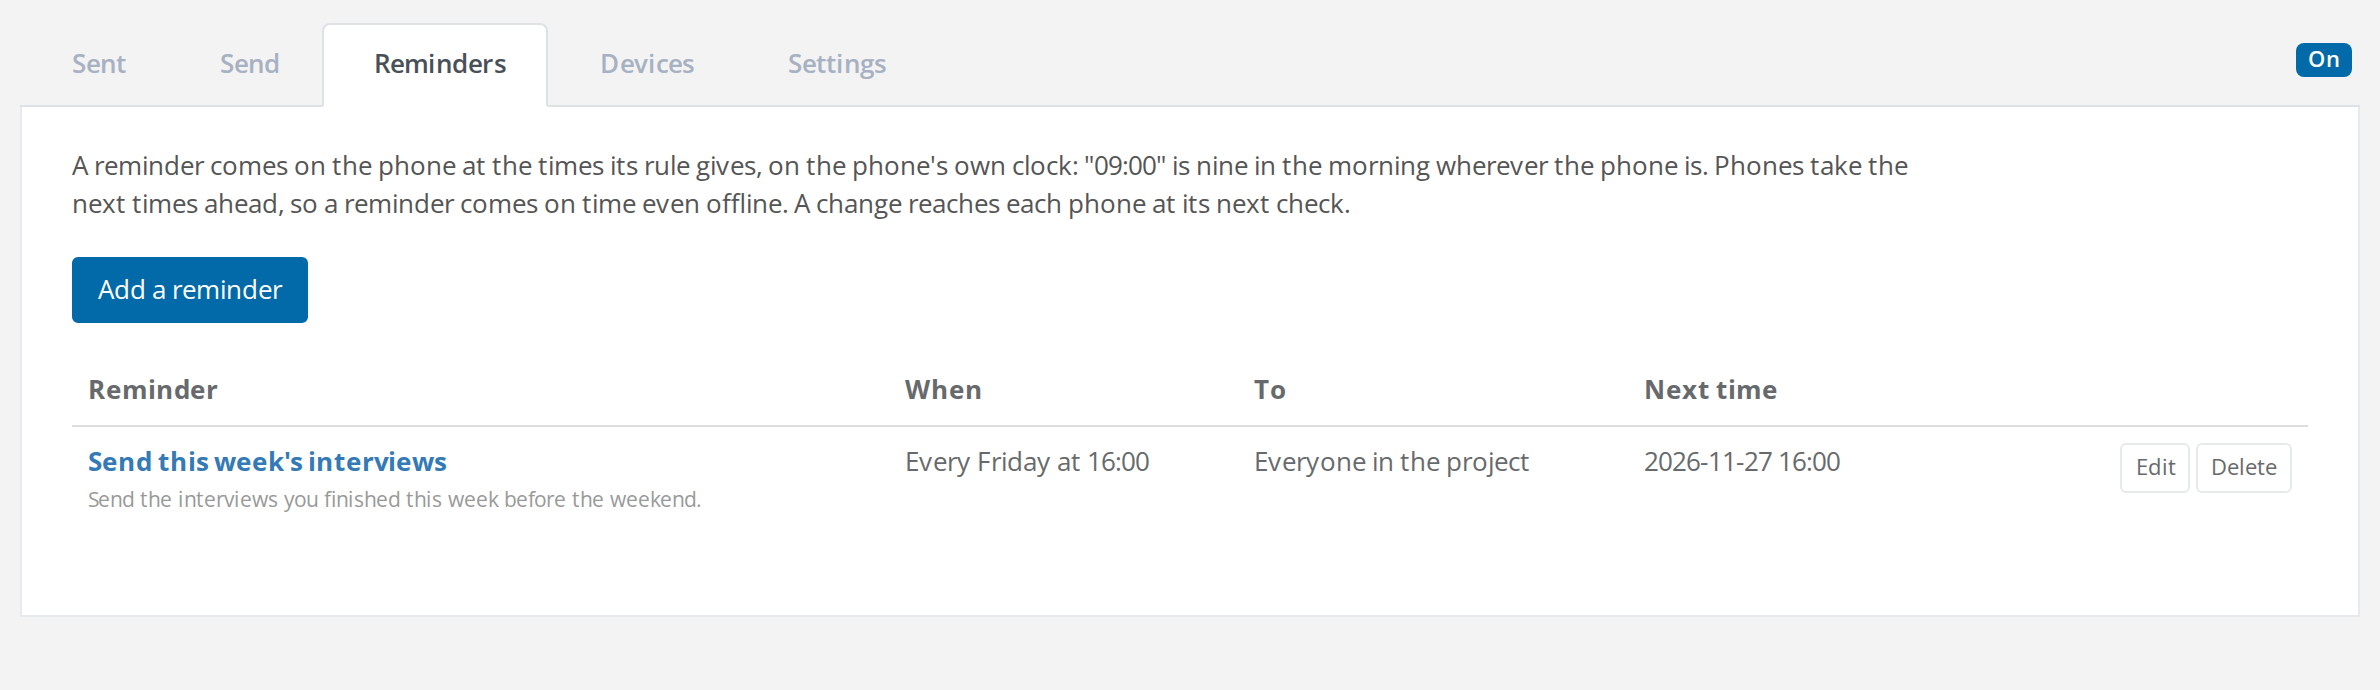 Sent Send Reminders Devices Settings On
A reminder comes on the phone at the times its rule gives, on the phone's own clock: "09:00" is nine in the morning wherever the phone is. Phones take the
next times ahead, so a reminder comes on time even offline. A change reaches each phone at its next check.
Add a reminder
Reminder When To Next time
Send this week's interviews Every Friday at 16:00 Everyone in the project 2026-11-27 16:00 Edit Delete
Send the interviews you finished this week before the weekend.